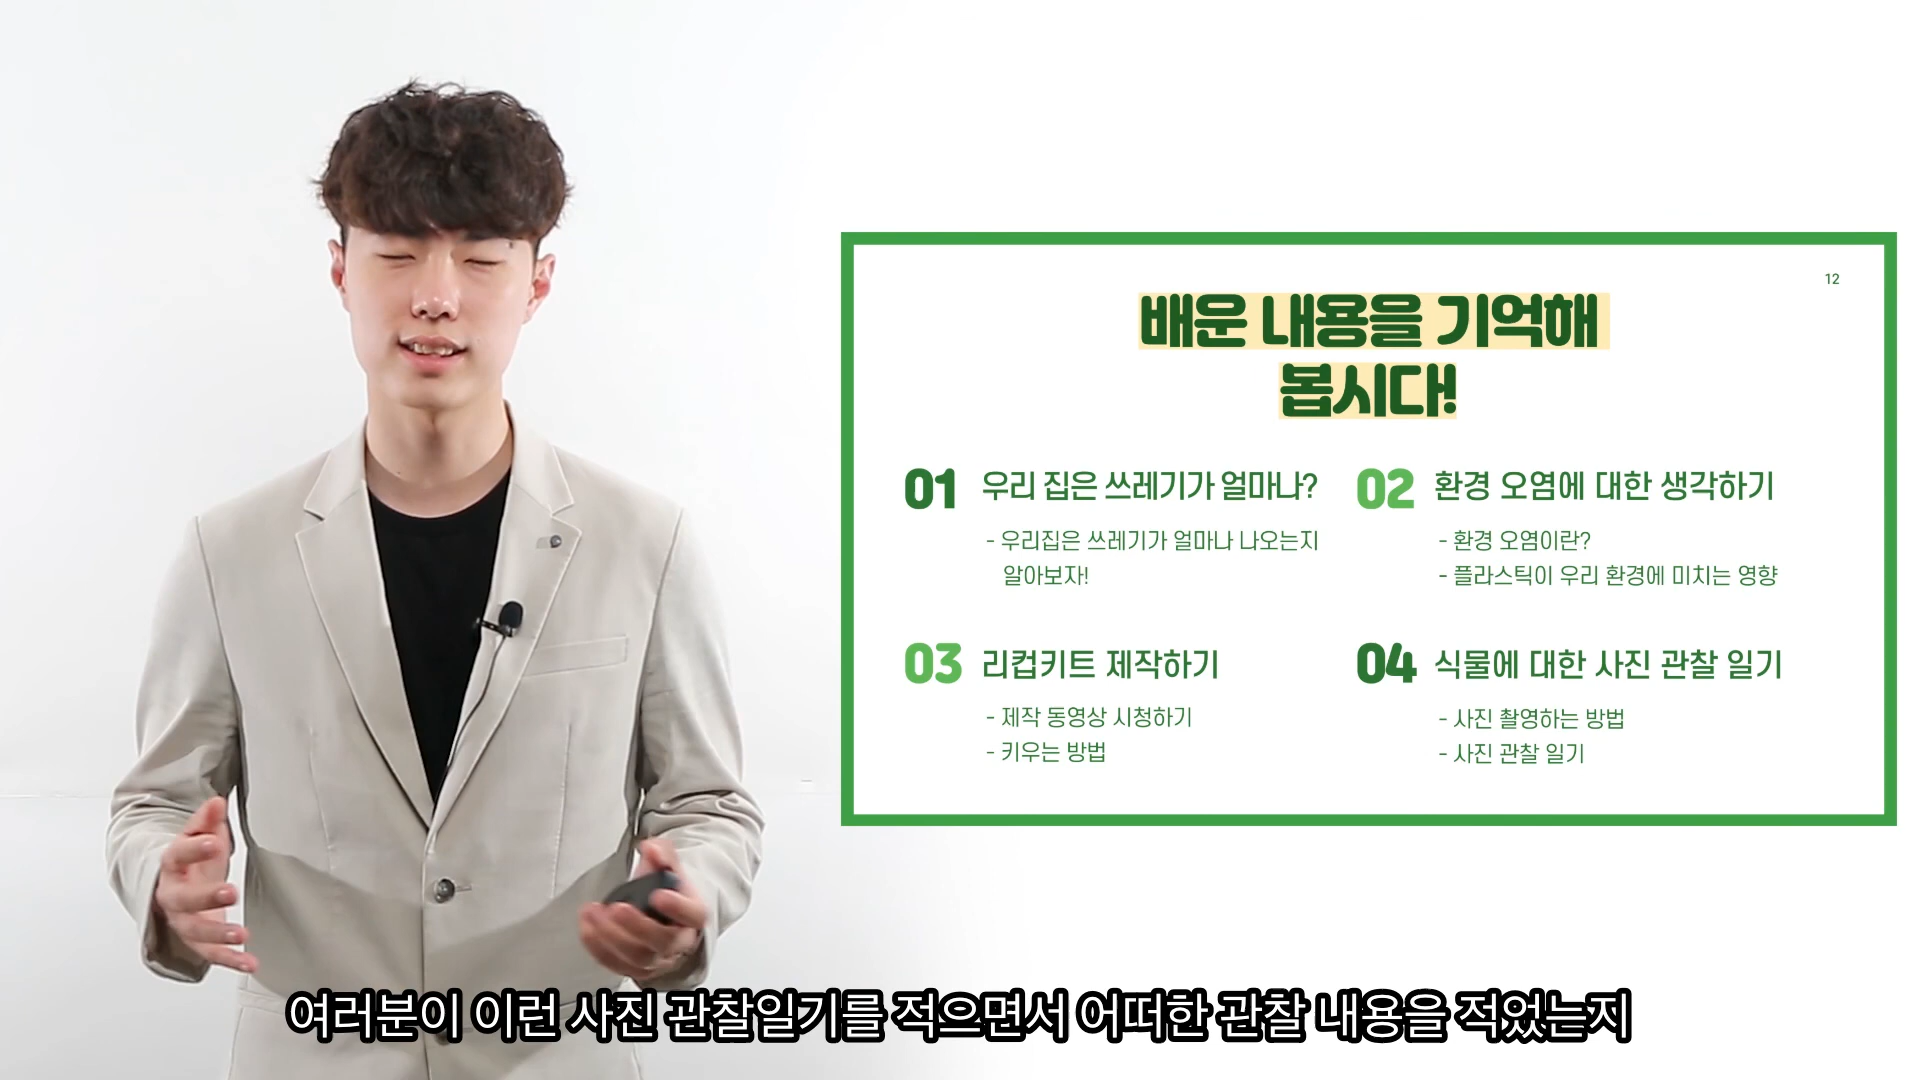 12
배운 내용을 기억해
봅시다!
01 우리 집은 쓰레기가 얼마나?
- 우리집은 쓰레기가 얼마나 나오는지
알아보자!
02 환경 오염에 대한 생각하기
- 환경 오염이란?
- 플라스틱이 우리 환경에 미치는 영향
03 리컵키트 제작하기
- 제작 동영상 시청하기
- 키우는 방법
04 식물에 대한 사진 관찰 일기
- 사진 촬영하는 방법
- 사진 관찰 일기
여러분이 이런 사진 관찰일기를 적으면서 어떠한 관찰 내용을 적었는지